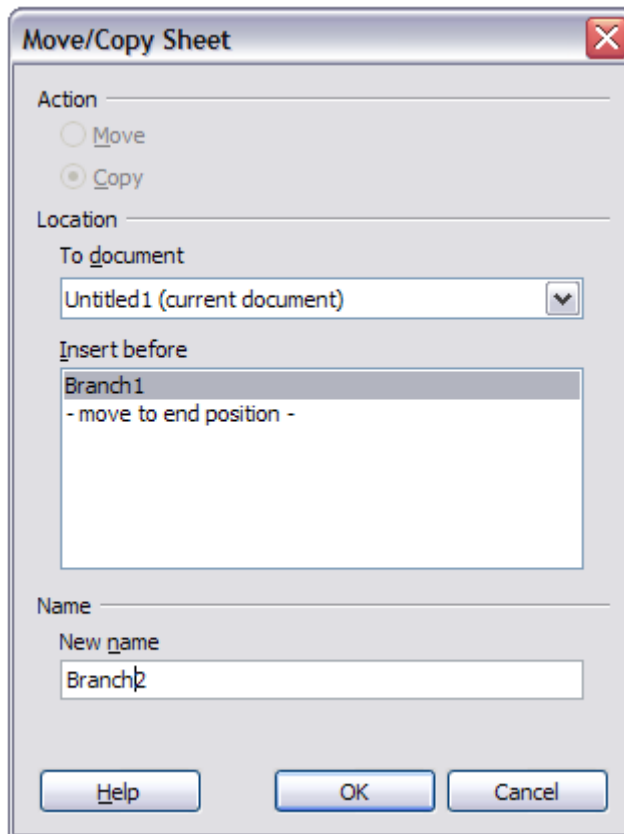 Move/Copy Sheet
Action
Move
Copy
Location
To document
Untitled1 (current document)
Insert before
Branch1
- move to end position -
Name
New name
Branch2
Help
OK
Cancel